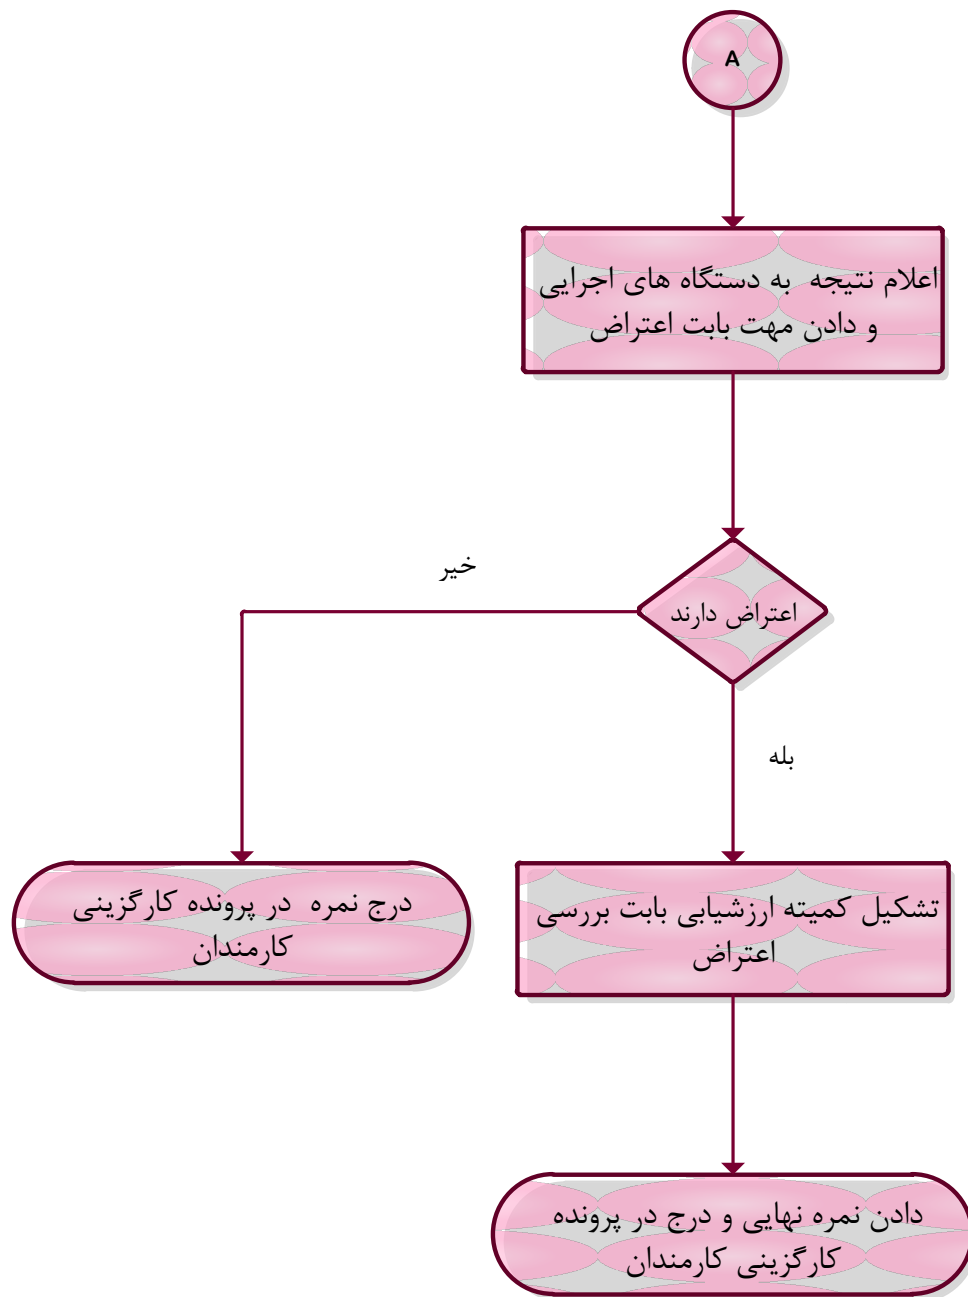 A
اعلام نتیجه به دستگاه های اجرایی
و دادن مهت بابت اعتراض
اعتراض دارند
خیر
بله
تشکیل کمیته ارزشیابی بابت بررسی
اعتراض
درج نمره در پرونده کارگزینی
کارمندان
دادن نمره نهایی و درج در پرونده
کارگزینی کارمندان